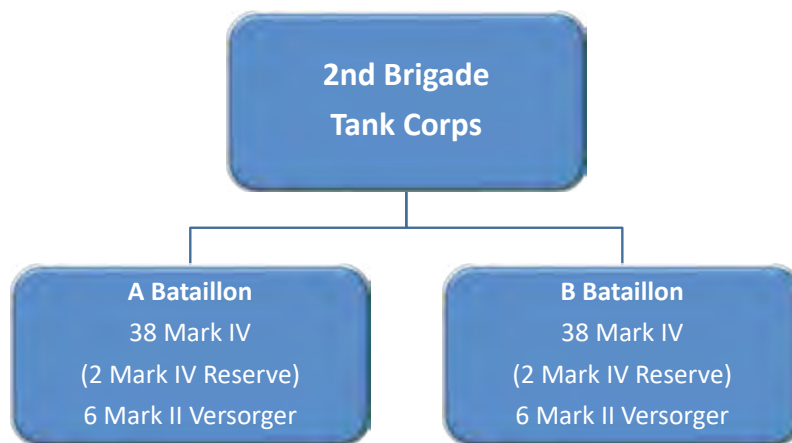 2nd Brigade
Tank Corps
A Bataillon
38 Mark IV
(2 Mark IV Reserve)
6 Mark II Versorger
B Bataillon
38 Mark IV
(2 Mark IV Reserve)
6 Mark II Versorger